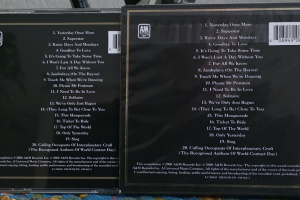 A&M
RECORDS
1. Yesterday Once More
2. Superstar
3. Rainy Days And Mondays
4. Goodbye To Love
5. It's Going To Take Some Time
6. I Won't Last A Day Without You
7. For All We Know
8. Jambalaya (On The Bayou)
9. Touch Me When We're Dancing
10. Please Mr Postman
11. I Need To Be In Love
12. Solitaire
13. We've Only Just Begun
14. (They Long To Be) Close To You
15. This Masquerade
16. Ticket To Ride
17. Top Of The World
18. Only Yesterday
19. Sing
20. Calling Occupants Of Interplanetary Craft
(The Recognised Anthem Of World Contact Day)
A&M
RECORDS
1. Yesterday Once More
2. Superstar
3. Rainy Days And Mondays
4. Goodbye To Love
5. It's Going To Take Some Time
6. I Won't Last A Day Without You
7. For All We Know
8. Jambalaya (On The Bayou)
9. Touch Me When We're Dancing
10. Please Mr Postman
11. I Need To Be In Love
12. Solitaire
13. We've Only Just Begun
14. (They Long To Be) Close To You
15. This Masquerade
16. Ticket To Ride
17. Top Of The World
18. Only Yesterday
19. Sing
20. Calling Occupants Of Interplanetary Craft
(The Recognised Anthem Of World Contact Day)